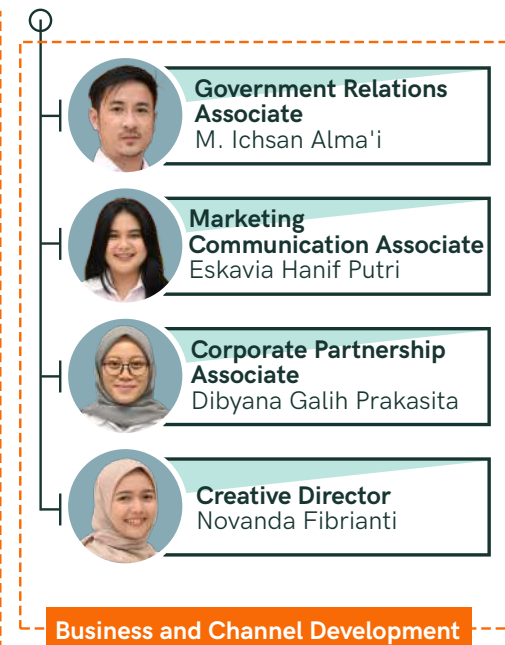 Government Relations
Associate
M. Ichsan Alma'i
Marketing
Communication Associate
Eskavia Hanif Putri
Corporate Partnership
Associate
Dibyana Galih Prakasita
Creative Director
Novanda Fibrianti
Business and Channel Development